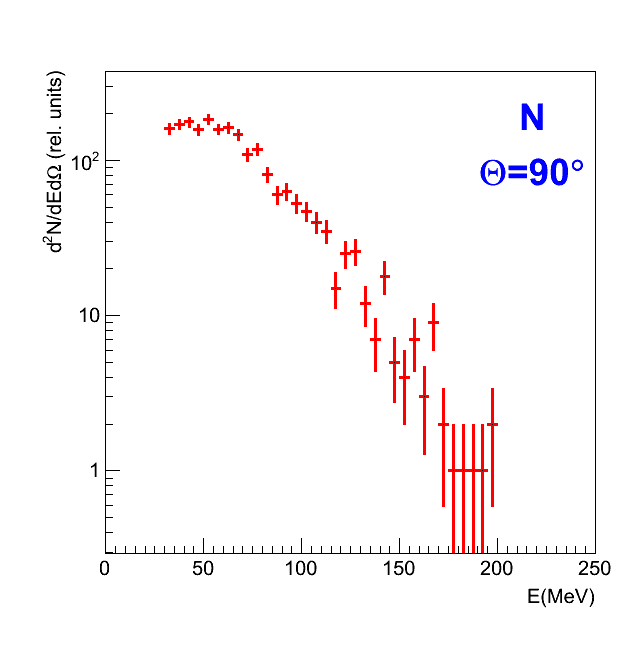 d²N/dEdΩ (rel. units)
N
Θ=90°
10²
10
1
0 50 100 150 200 250
E(MeV)